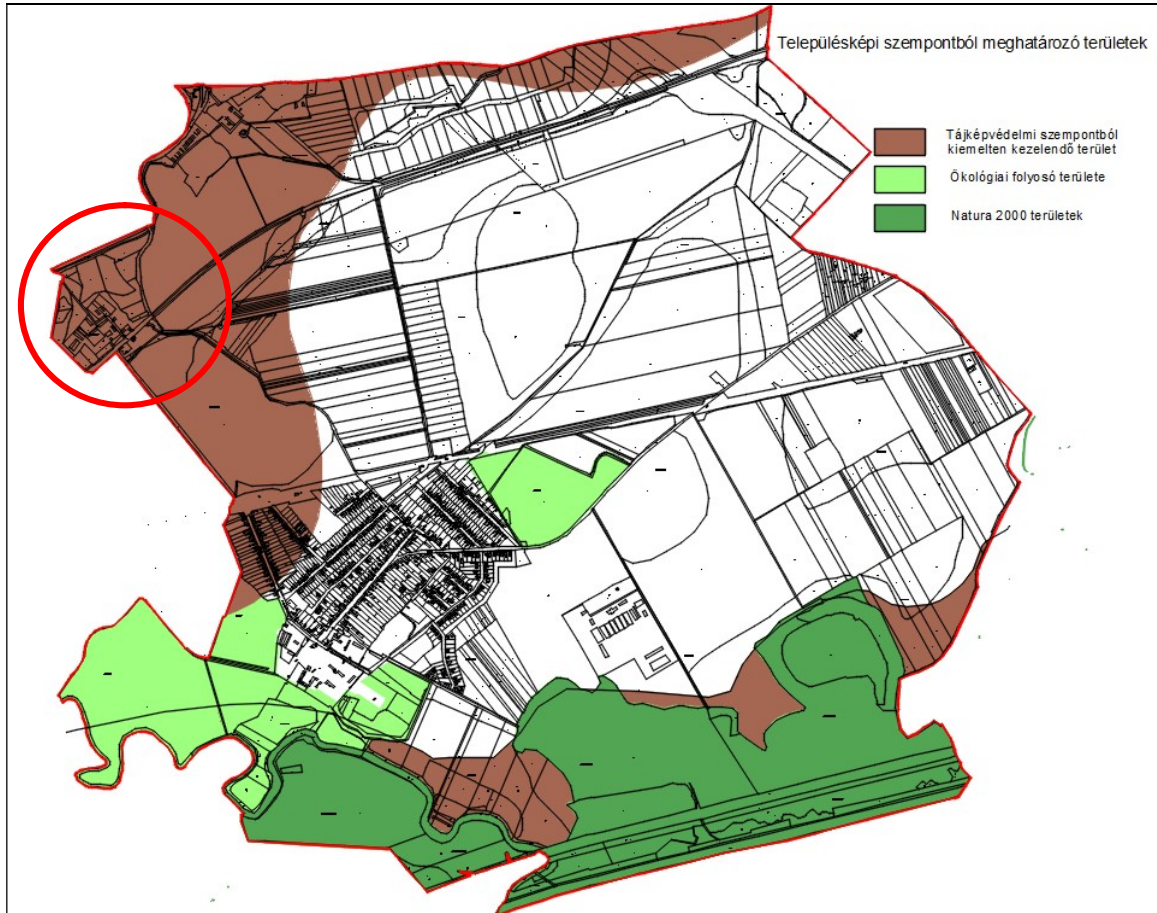 Településképi szempontból meghatározó területek
Tájképvédelmi szempontból
kiemelten kezelendő terület
Ökológiai folyosó területe
Natura 2000 területek